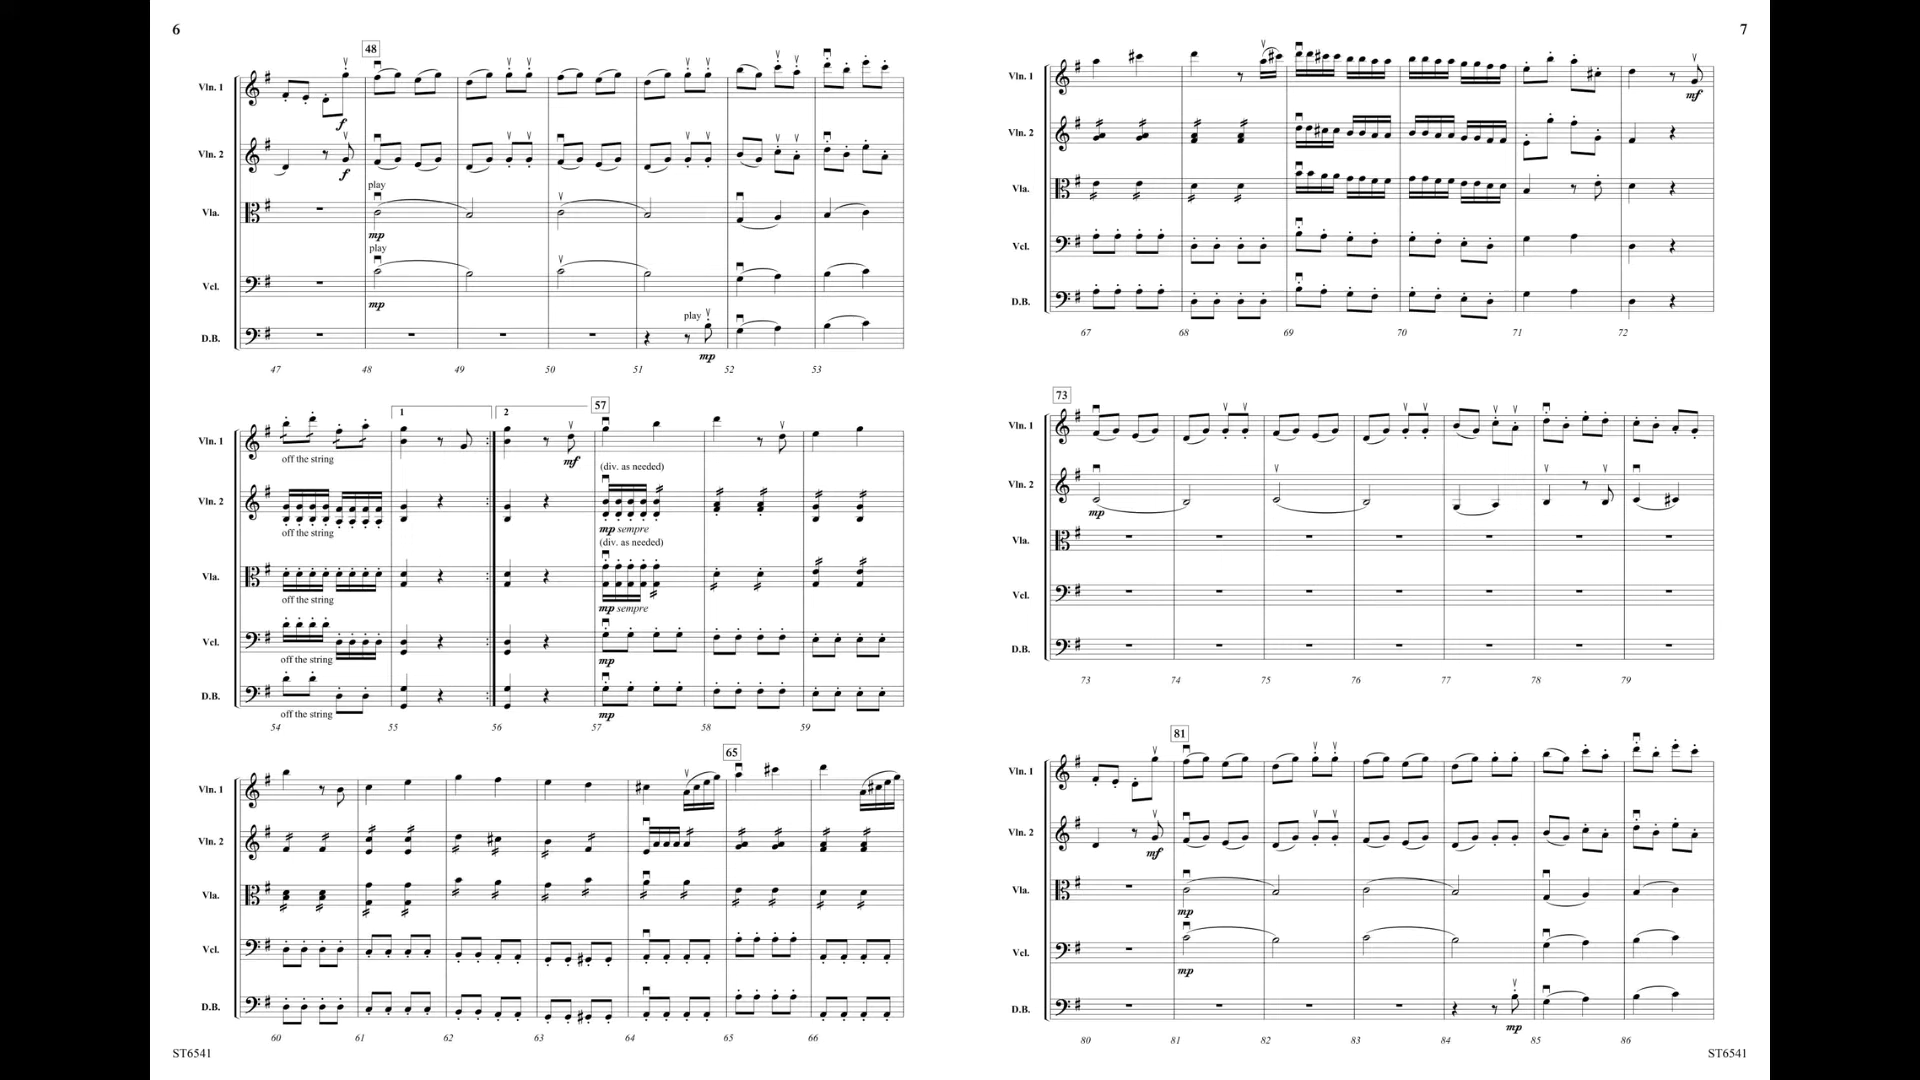 6
48
Vln. 1
f
Vln. 2
f
play
Vla.
mp
play
Vcl.
mp
play
D.B.
mp
47 48 49 50 51 52 53
1 2 57
Vln. 1
off the string
mf
(div. as needed)
Vln. 2
off the string
mp sempre
(div. as needed)
Vla.
off the string
mp sempre
Vcl.
off the string
mp
D.B.
off the string
mp
54 55 56 57 58 59
65
Vln. 1
Vln. 2
Vla.
Vcl.
D.B.
60 61 62 63 64 65 66
ST6541
7
Vln. 1
mf
Vln. 2
Vla.
Vcl.
D.B.
67 68 69 70 71 72
73
Vln. 1
Vln. 2
mp
Vla.
Vcl.
D.B.
73 74 75 76 77 78 79
81
Vln. 1
Vln. 2
mf
Vla.
mp
Vcl.
mp
D.B.
mp
80 81 82 83 84 85 86
ST6541